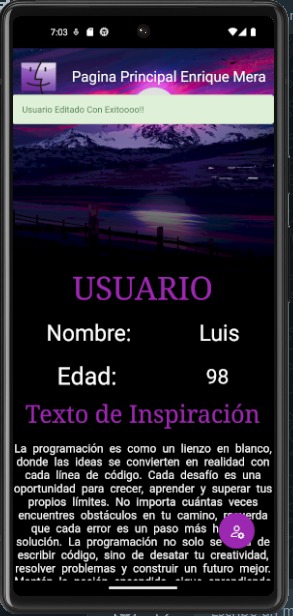 7:03
Pagina Principal Enrique Mera
Usuario Editado Con Exitoooo!!
USUARIO
Nombre: Luis
Edad: 98
Texto de Inspiración
La programación es como un lienzo en blanco,
donde las ideas se convierten en realidad con
cada línea de código. Cada desafío es una
oportunidad para crecer, aprender y superar tus
propios límites. No importa cuántas veces
encuentres obstáculos en tu camino,
que cada error es un paso más
solución. La programación no solo se de
escribir código, sino de desatar tu creatividad,
resolver problemas y construir un futuro mejor.